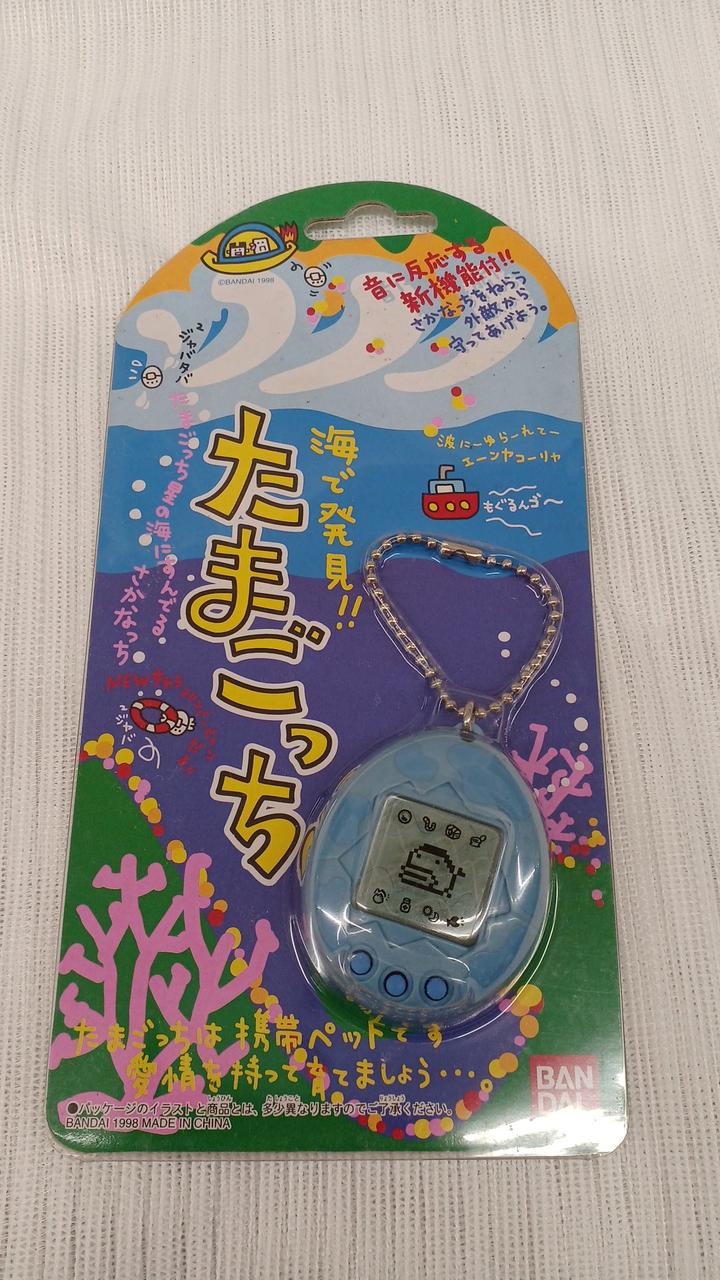 ©BANDAI 1998
音に反応する
新機能付!!
さかなっちをねらう
外敵から
守ってあげよう。
ジャバ
海で発見!!
たまごっち
たまごっち星の海にすんでる
さかなっち
波にーゆらーれてー
エーンヤコーリャ
もぐるんゴ〜
NEW
たまごっちは携帯ペットです
愛情を持って育てましょう・・・。
●パッケージのイラストと商品とは、多少異なりますのでご了承ください。
BANDAI 1998 MADE IN CHINA
BAN
DAI